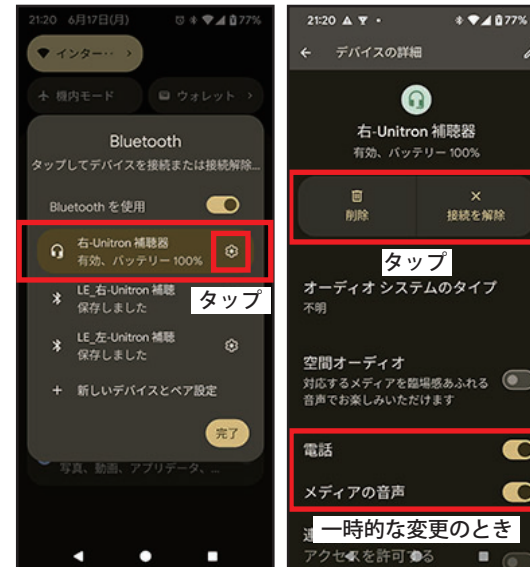 21:20 6月17日(月)
77%
インター‥
機内モード
ウォレット
Bluetooth
タップしてデバイスを接続または接続解除...
Bluetooth を使用
右-Unitron 補聴器
有効、バッテリー 100%
タップ
LE_右-Unitron 補聴
保存しました
LE_左-Unitron 補聴
保存しました
+ 新しいデバイスとペア設定
完了
写真、動画、アプリデータ、...
21:20
77%
デバイスの詳細
右-Unitron 補聴器
有効、バッテリー 100%
削除
接続を解除
タップ
オーディオ システムのタイプ
不明
空間オーディオ
対応するメディアを臨場感あふれる
音声でお楽しみいただけます
電話
メディアの音声
一時的な変更のとき
アクセスを許可する